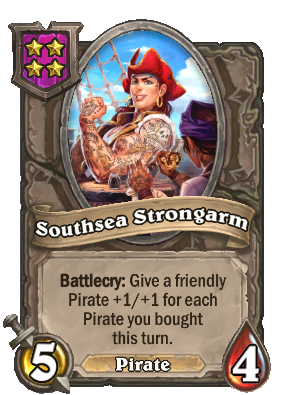 Southsea Strongarm
Battlecry: Give a friendly
Pirate +1/+1 for each
Pirate you bought
this turn.
5
Pirate
4